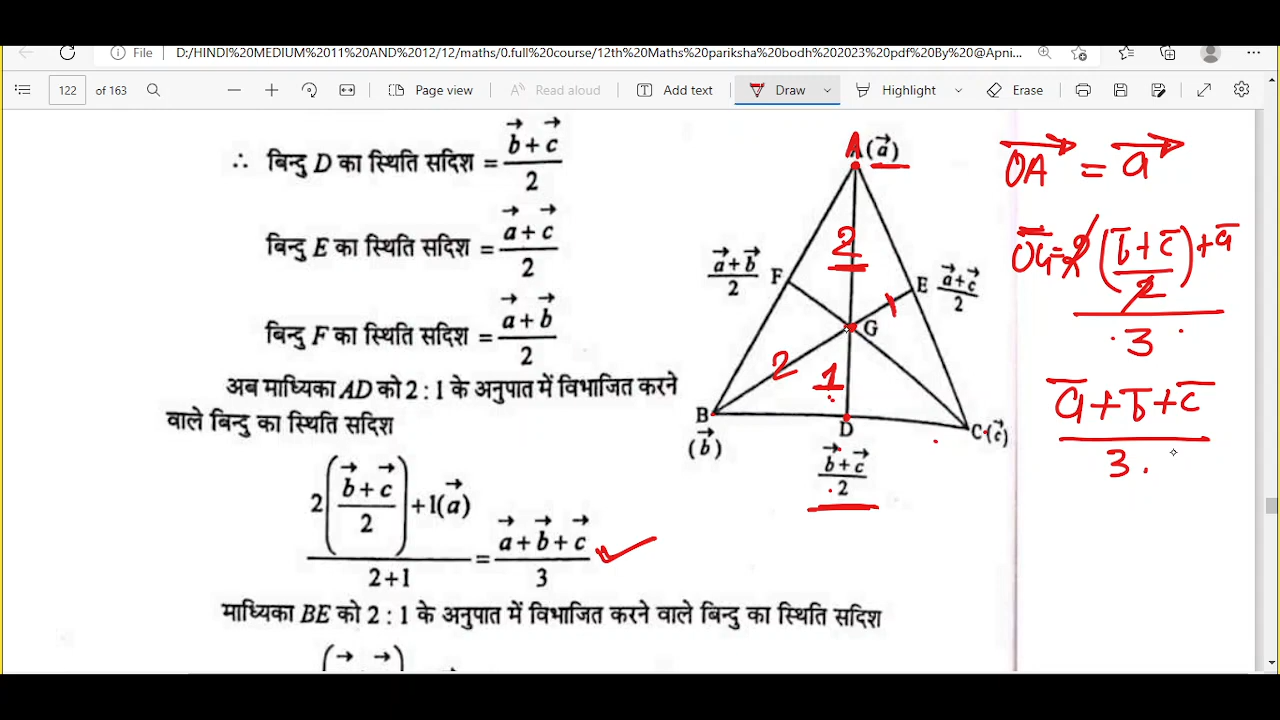 File D:/HINDI%20MEDIUM%2011%20AND%2012/12/maths/0.full%20course/12th%20Maths%20pariksha%20bodh%202023%20pdf%20By%20@Apni...
122 of 163 Page view Read aloud Add text Draw Highlight Erase
∴ बिन्दु D का स्थिति सदिश = (b⃗ + c⃗)/2
बिन्दु E का स्थिति सदिश = (a⃗ + c⃗)/2
बिन्दु F का स्थिति सदिश = (a⃗ + b⃗)/2
अब माध्यिका AD को 2 : 1 के अनुपात में विभाजित करने
वाले बिन्दु का स्थिति सदिश
(2((b⃗ + c⃗)/2) + 1(a⃗))/(2+1) = (a⃗ + b⃗ + c⃗)/3
माध्यिका BE को 2 : 1 के अनुपात में विभाजित करने वाले बिन्दु का स्थिति सदिश
A (a⃗)
2
(a⃗ + b⃗)/2 F
E (a⃗ + c⃗)/2
G
1
2
1
B
(b⃗)
D
C(c⃗)
(b⃗ + c⃗)/2
OA⃗ = a⃗
OG = (2((b̅ + c̅)/2) + a̅)/3
(a̅ + b̅ + c̅)/3